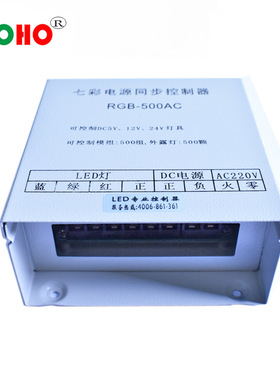 OHO
七彩电源同步控制器
RGB-500AC
可控制DC5V、12V、24V灯具
可控制模组:500组,外露灯:500颗
LED灯 DC电源 AC220V
蓝 绿 红 正 正 负 火 零
LED专业控制器
服务热线:4006-861-361